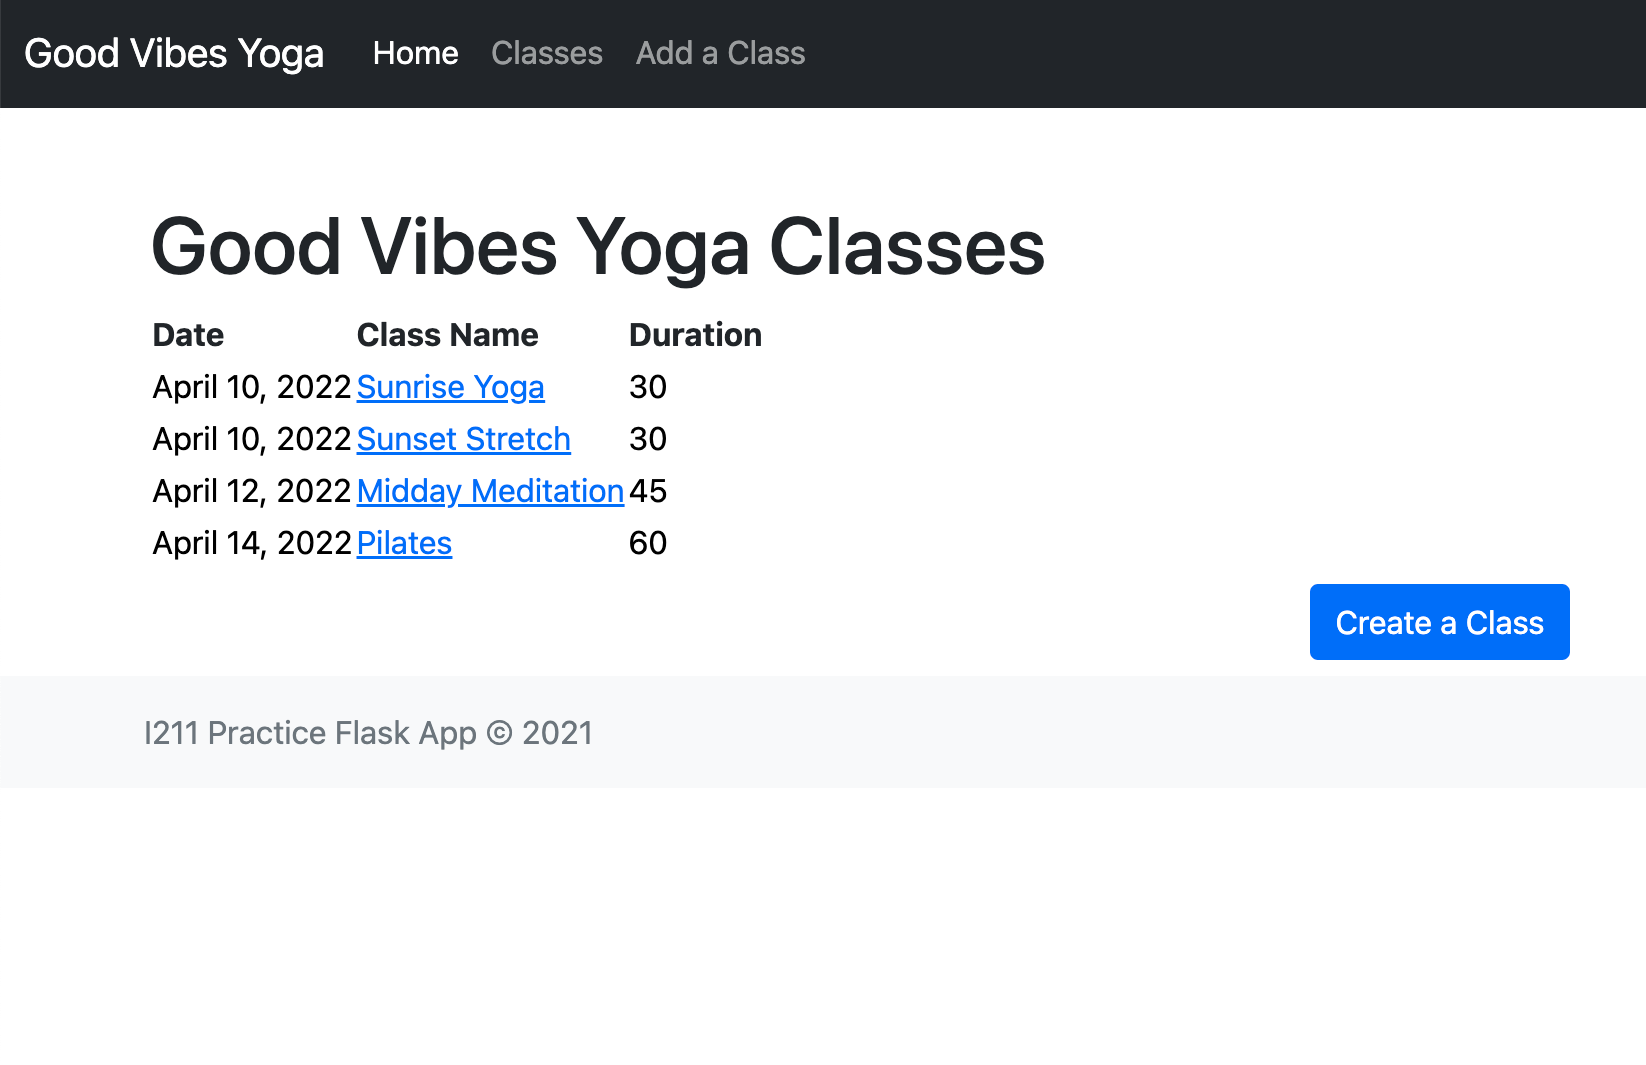 Good Vibes Yoga Home Classes Add a Class
Good Vibes Yoga Classes
Date Class Name Duration
April 10, 2022 Sunrise Yoga 30
April 10, 2022 Sunset Stretch 30
April 12, 2022 Midday Meditation 45
April 14, 2022 Pilates 60
Create a Class
I211 Practice Flask App © 2021